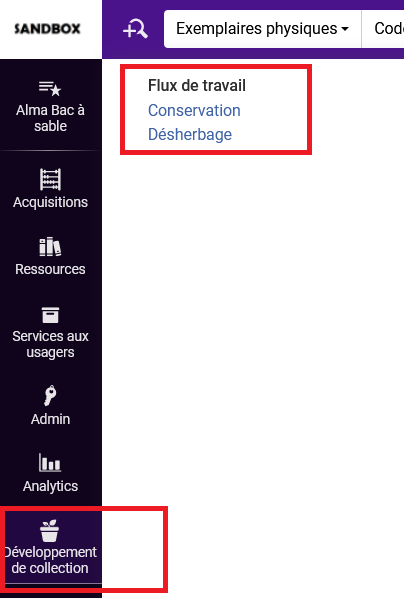 SANDBOX
Exemplaires physiques
Code
Flux de travail
Conservation
Désherbage
Alma Bac à
sable
Acquisitions
Ressources
Services aux
usagers
Admin
Analytics
Développement
de collection